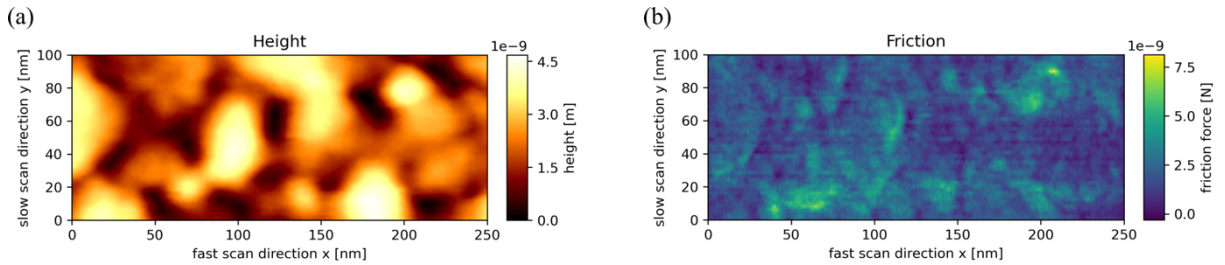 (a)
Height
1e−9
100
80
60
40
20
0
slow scan direction y [nm]
0 50 100 150 200 250
fast scan direction x [nm]
4.5
3.0
1.5
0.0
height [m]
(b)
Friction
1e−9
100
80
60
40
20
0
slow scan direction y [nm]
0 50 100 150 200 250
fast scan direction x [nm]
7.5
5.0
2.5
0.0
friction force [N]